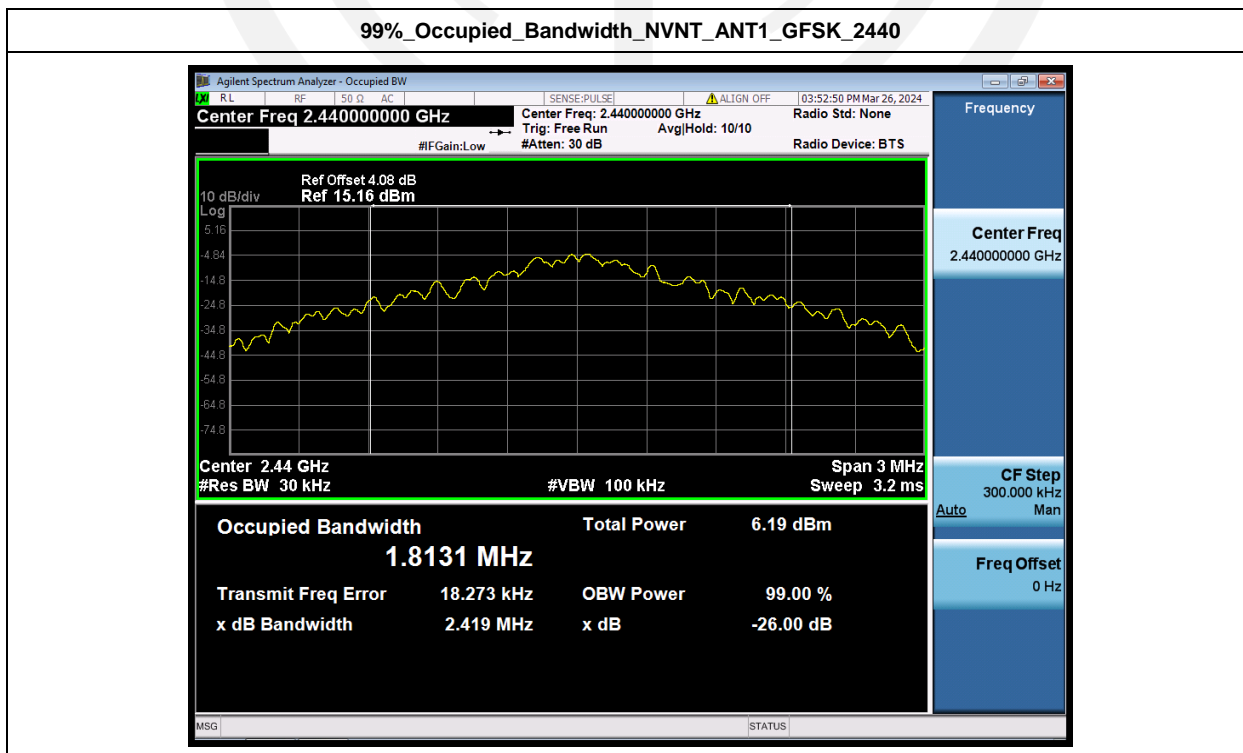 99%_Occupied_Bandwidth_NVNT_ANT1_GFSK_2440
Agilent Spectrum Analyzer - Occupied BW
LXI RL RF 50 Ω AC SENSE:PULSE ALIGN OFF 03:52:50 PM Mar 26, 2024
Center Freq 2.440000000 GHz
Center Freq: 2.440000000 GHz Radio Std: None
Trig: Free Run Avg|Hold: 10/10
#IFGain:Low #Atten: 30 dB Radio Device: BTS
Ref Offset 4.08 dB
10 dB/div Ref 15.16 dBm
Log
5.16
-4.84
-14.8
-24.8
-34.8
-44.8
-54.8
-64.8
-74.8
Center 2.44 GHz Span 3 MHz
#Res BW 30 kHz #VBW 100 kHz Sweep 3.2 ms
Occupied Bandwidth Total Power 6.19 dBm
1.8131 MHz
Transmit Freq Error 18.273 kHz OBW Power 99.00 %
x dB Bandwidth 2.419 MHz x dB -26.00 dB
MSG STATUS
Frequency
Center Freq
2.440000000 GHz
CF Step
300.000 kHz
Auto Man
Freq Offset
0 Hz